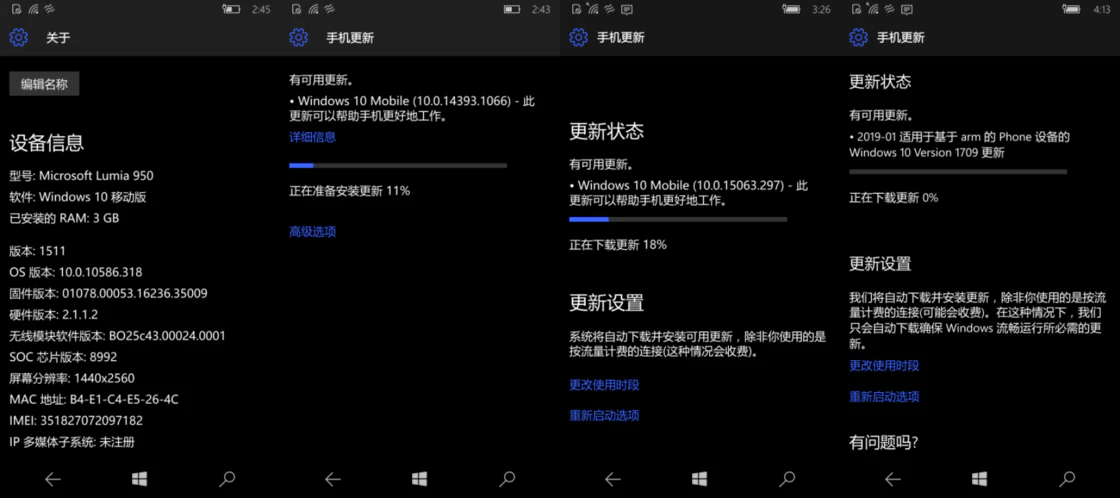 2:45
关于
编辑名称
设备信息
型号: Microsoft Lumia 950
软件: Windows 10 移动版
已安装的 RAM: 3 GB
版本: 1511
OS 版本: 10.0.10586.318
固件版本: 01078.00053.16236.35009
硬件版本: 2.1.1.2
无线模块软件版本: BO25c43.00024.0001
SOC 芯片版本: 8992
屏幕分辨率: 1440x2560
MAC 地址: B4-E1-C4-E5-26-4C
IMEI: 351827072097182
IP 多媒体子系统: 未注册
2:43
手机更新
有可用更新。
• Windows 10 Mobile (10.0.14393.1066) - 此
更新可以帮助手机更好地工作。
详细信息
正在准备安装更新 11%
高级选项
3:26
手机更新
更新状态
有可用更新。
• Windows 10 Mobile (10.0.15063.297) - 此
更新可以帮助手机更好地工作。
正在下载更新 18%
更新设置
系统将自动下载并安装可用更新，除非你使用的是
按流量计费的连接(这种情况会收费)。
更改使用时段
重新启动选项
4:13
手机更新
更新状态
有可用更新。
• 2019-01 适用于基于 arm 的 Phone 设备的
Windows 10 Version 1709 更新
正在下载更新 0%
更新设置
我们将自动下载并安装更新，除非你使用的是按流
量计费的连接(可能会收费)。在这种情况下，我们
只会自动下载确保 Windows 流畅运行所必需的更
新。
更改使用时段
重新启动选项
有问题吗?